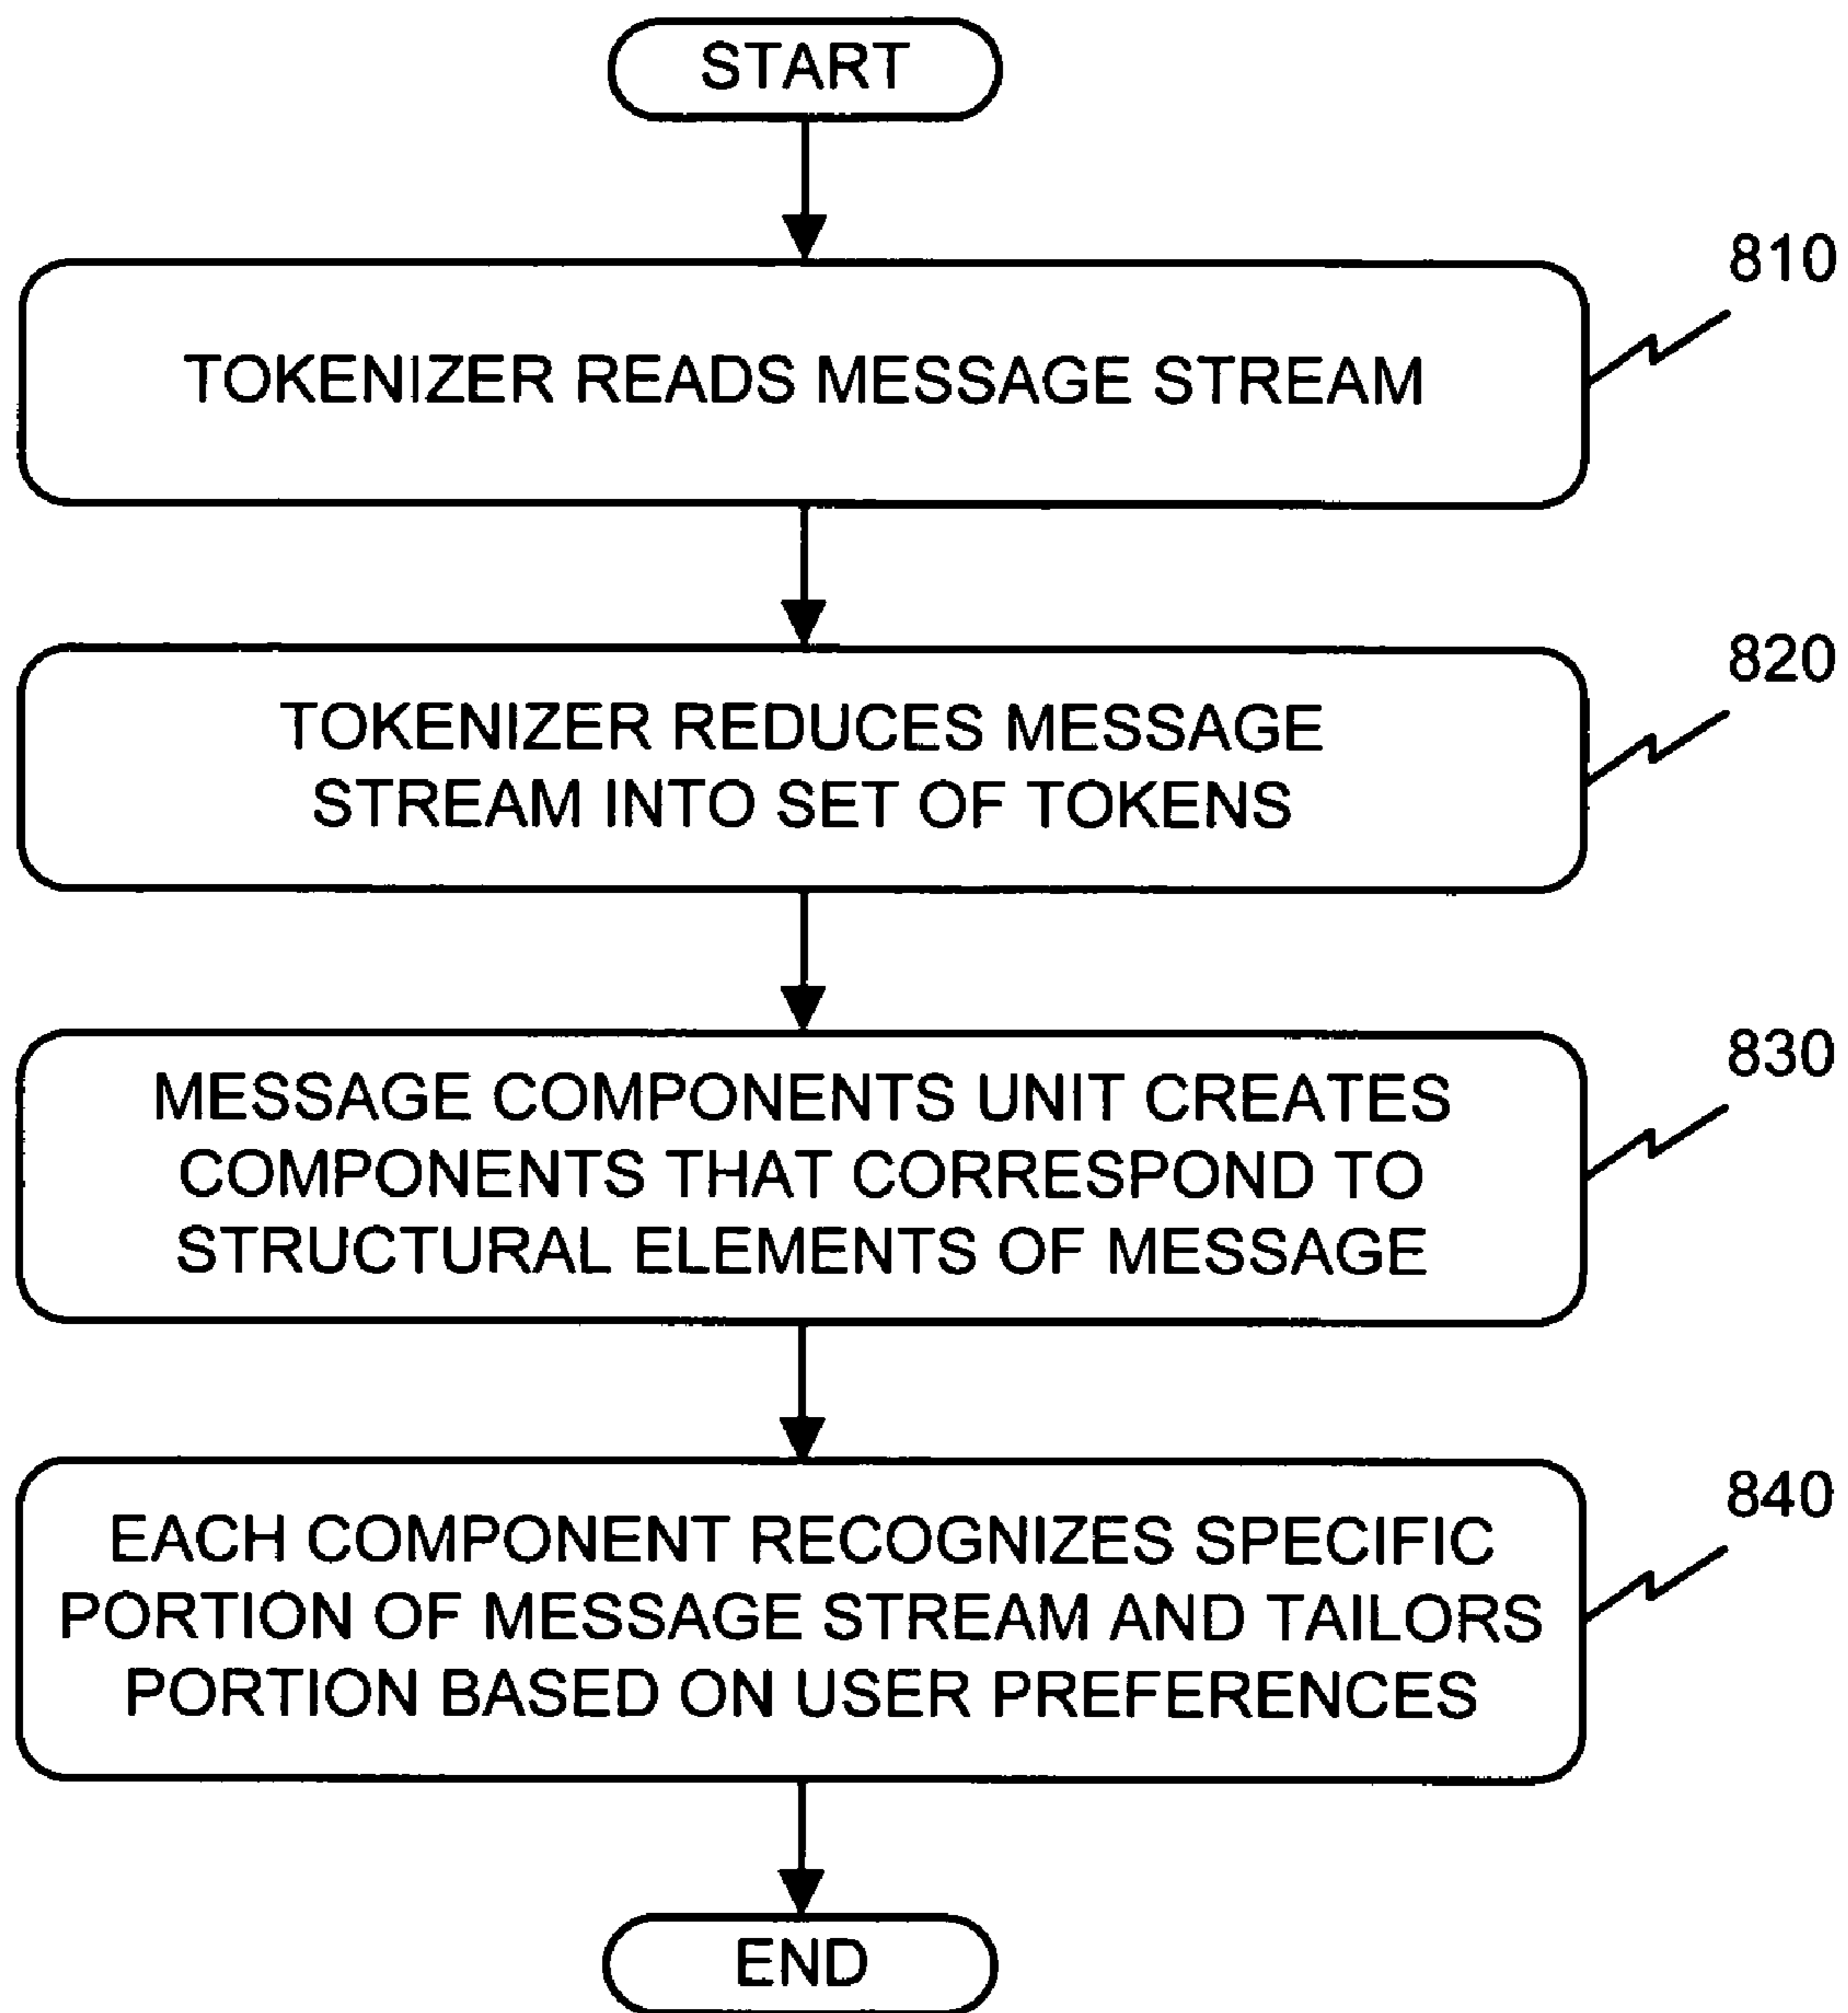 START
810
TOKENIZER READS MESSAGE STREAM
820
TOKENIZER REDUCES MESSAGE
STREAM INTO SET OF TOKENS
830
MESSAGE COMPONENTS UNIT CREATES
COMPONENTS THAT CORRESPOND TO
STRUCTURAL ELEMENTS OF MESSAGE
840
EACH COMPONENT RECOGNIZES SPECIFIC
PORTION OF MESSAGE STREAM AND TAILORS
PORTION BASED ON USER PREFERENCES
END